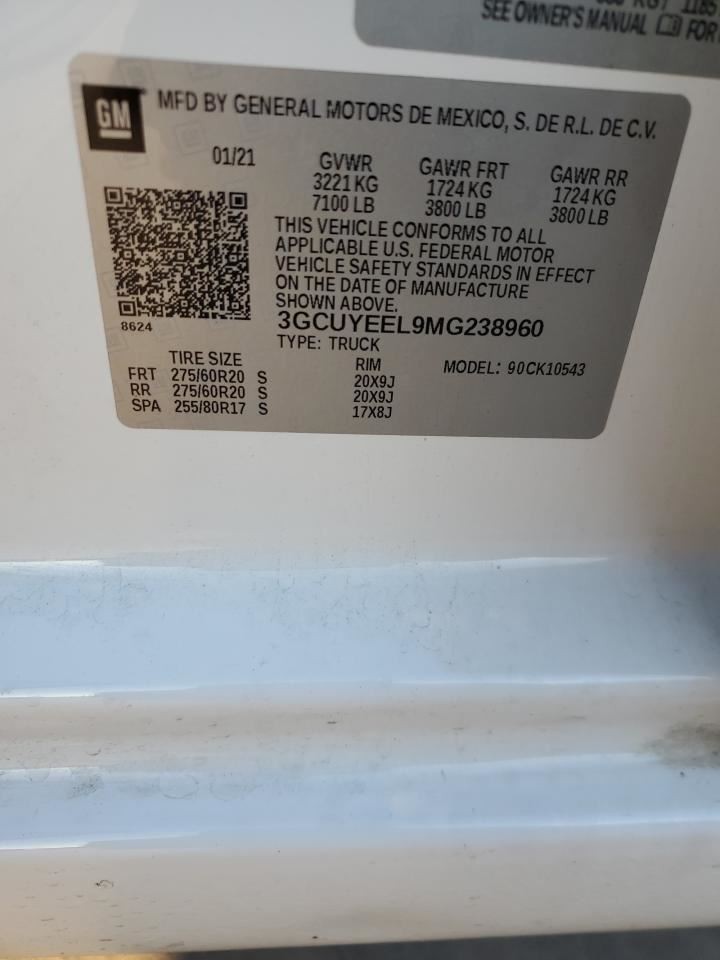 1185
SEE OWNER'S MANUAL FOR
GM MFD BY GENERAL MOTORS DE MEXICO, S. DE R.L. DE C.V.
01/21 GVWR GAWR FRT GAWR RR
3221 KG 1724 KG 1724 KG
7100 LB 3800 LB 3800 LB
THIS VEHICLE CONFORMS TO ALL
APPLICABLE U.S. FEDERAL MOTOR
VEHICLE SAFETY STANDARDS IN EFFECT
ON THE DATE OF MANUFACTURE
SHOWN ABOVE.
8624 3GCUYEEL9MG238960
TYPE: TRUCK
TIRE SIZE RIM MODEL: 90CK10543
FRT 275/60R20 S 20X9J
RR 275/60R20 S 20X9J
SPA 255/80R17 S 17X8J